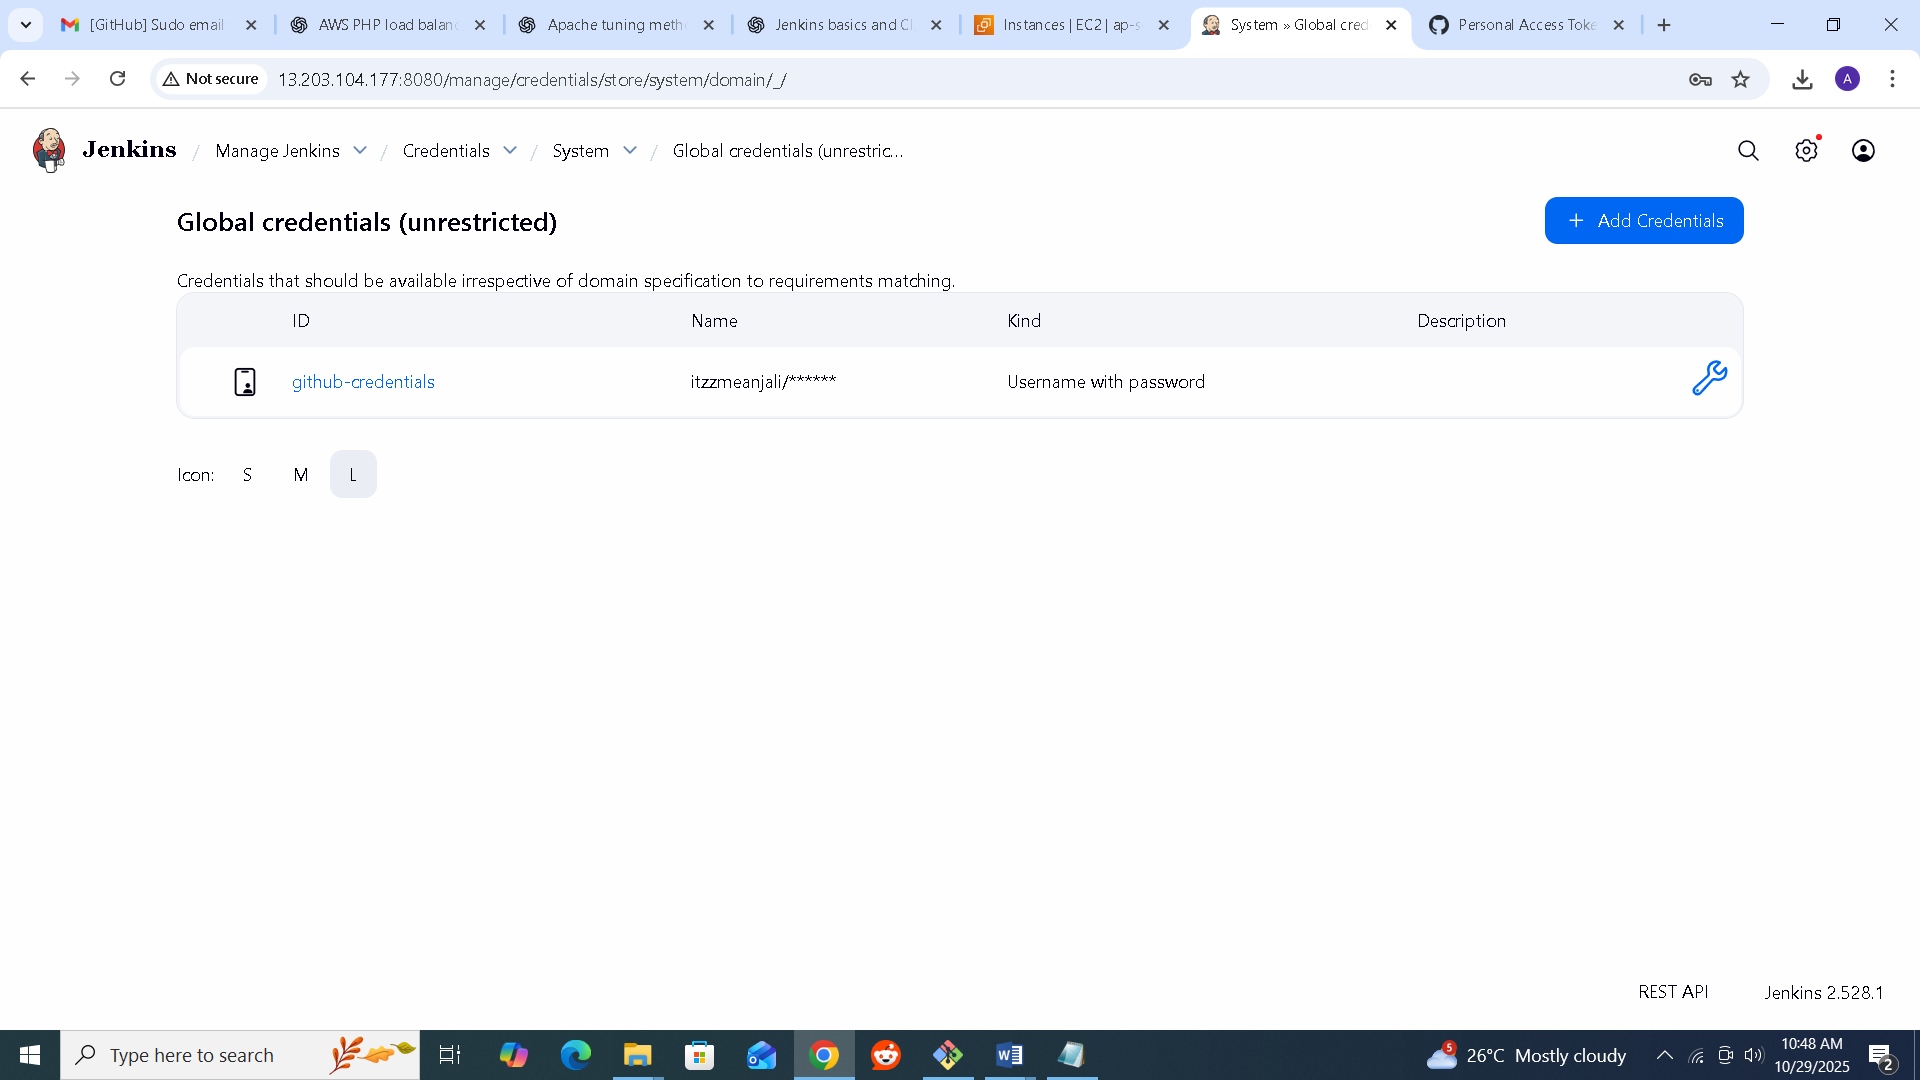 [GitHub] Sudo email
AWS PHP load balanc
Apache tuning meth
Jenkins basics and CI
Instances | EC2 | ap-s
System » Global cred
Personal Access Toke
Not secure
13.203.104.177:8080/manage/credentials/store/system/domain/_/
A
Jenkins / Manage Jenkins / Credentials / System / Global credentials (unrestric...
Global credentials (unrestricted)
+ Add Credentials
Credentials that should be available irrespective of domain specification to requirements matching.
ID Name Kind Description
github-credentials itzzmeanjali/****** Username with password
Icon: S M L
REST API Jenkins 2.528.1
Type here to search
5
26°C Mostly cloudy
10:48 AM
10/29/2025
2